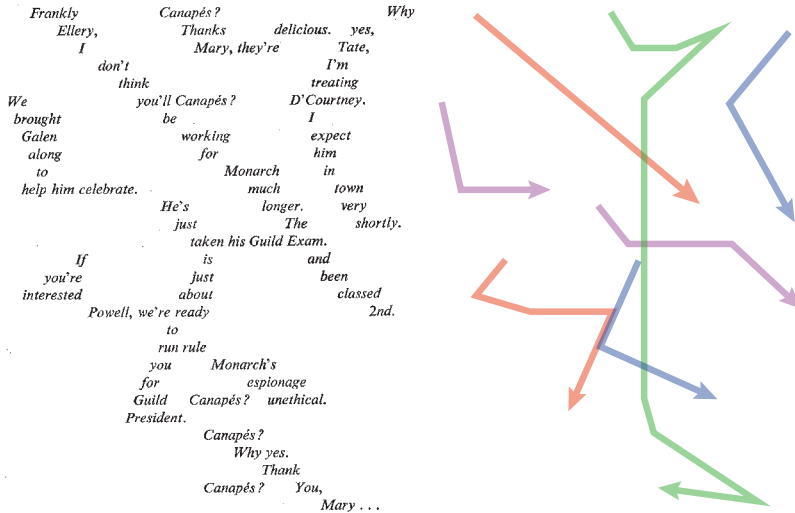 Frankly Canapés? Why
Ellery, Thanks delicious. yes,
I Mary, they're Tate,
don't I'm
think treating
We you'll Canapés? D'Courtney.
brought be I
Galen working expect
along for him
to Monarch in
help him celebrate. much town
He's longer. very
just The shortly.
taken his Guild Exam.
If is and
you're just been
interested about classed
Powell, we're ready 2nd.
to
run rule
you Monarch's
for espionage
Guild Canapés? unethical.
President.
Canapés?
Why yes.
Thank
Canapés? You,
Mary . . .